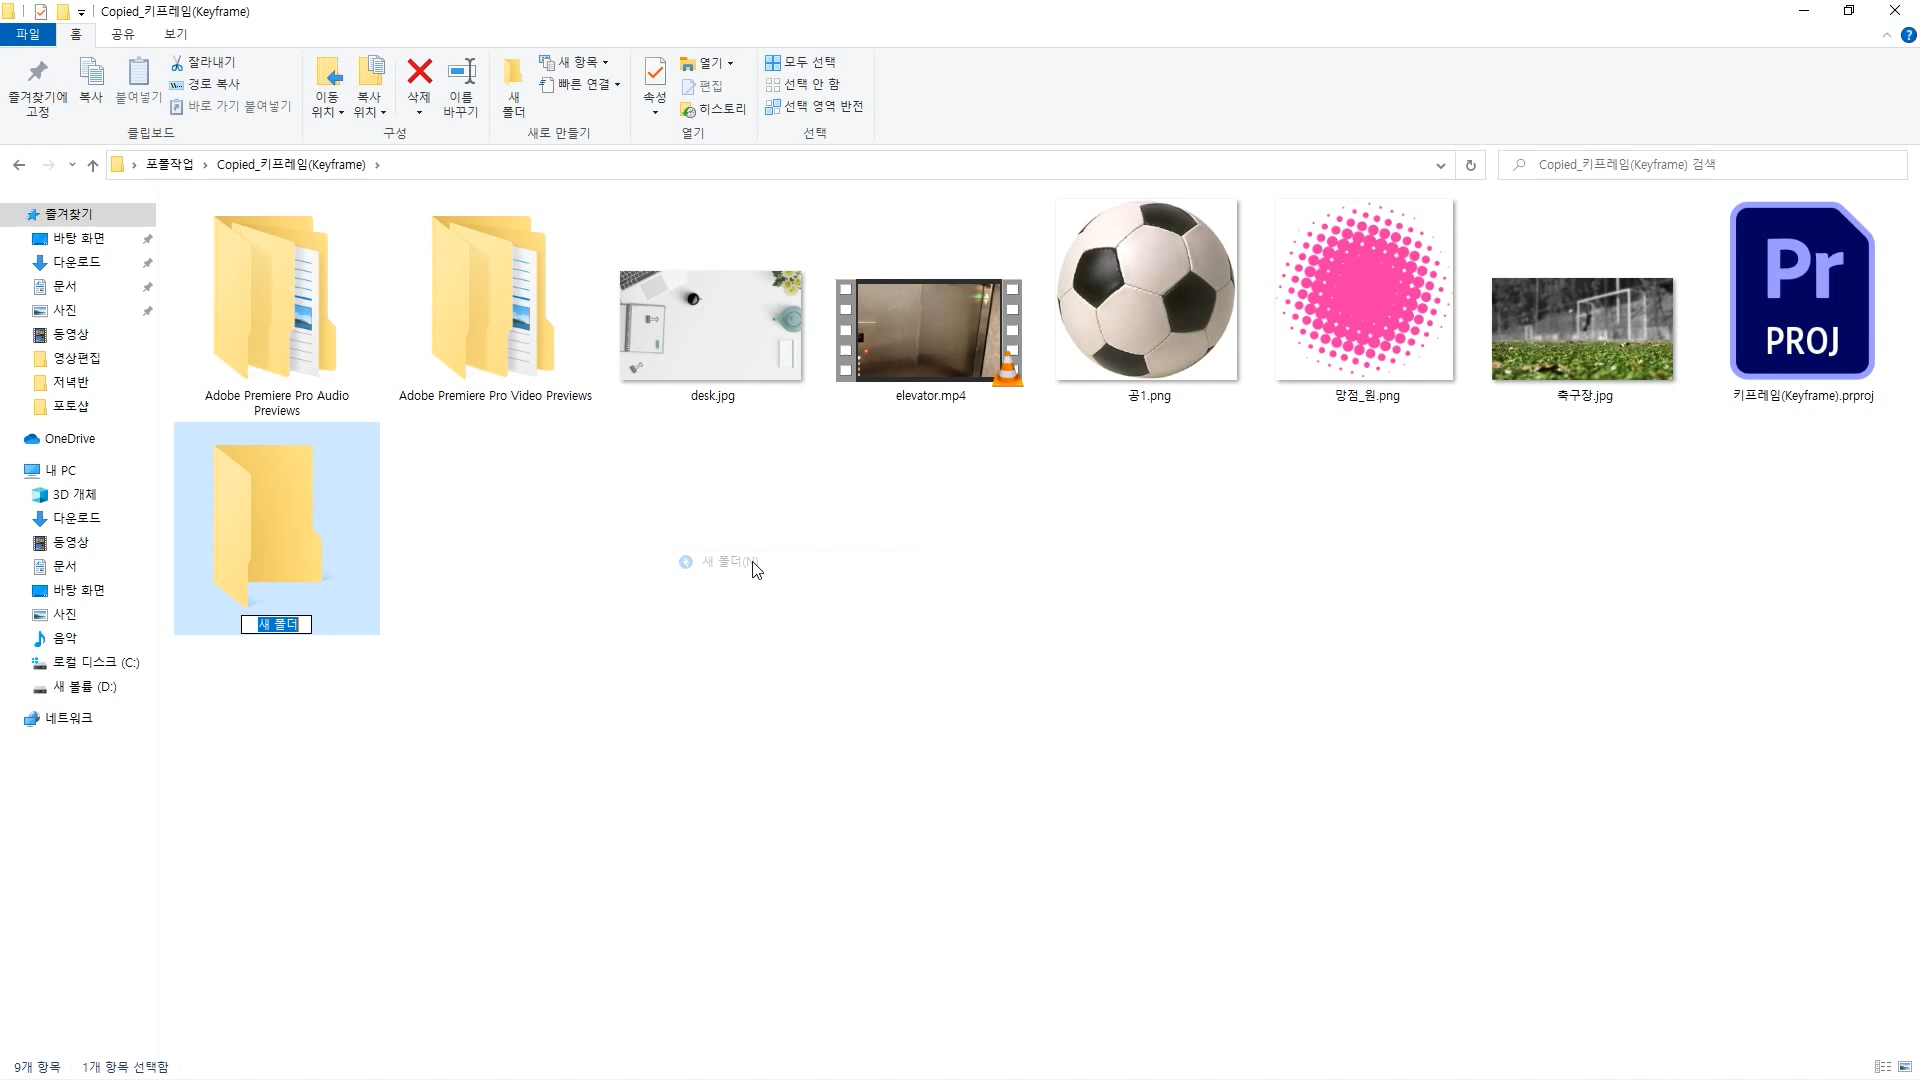 Copied_키프레임(Keyframe)
파일 홈 공유 보기
즐겨찾기에 고정
복사
붙여넣기
잘라내기
경로 복사
바로 가기 붙여넣기
클립보드
이동 위치
복사 위치
삭제
이름 바꾸기
구성
새 폴더
새 항목
빠른 연결
새로 만들기
속성
열기
편집
히스토리
열기
모두 선택
선택 안 함
선택 영역 반전
선택
포폴작업 Copied_키프레임(Keyframe)
Copied_키프레임(Keyframe) 검색
즐겨찾기
바탕 화면
다운로드
문서
사진
동영상
영상편집
저녁반
포토샵
OneDrive
내 PC
3D 개체
다운로드
동영상
문서
바탕 화면
사진
음악
로컬 디스크 (C:)
새 볼륨 (D:)
네트워크
Pr
PROJ
Adobe Premiere Pro Audio
Previews
Adobe Premiere Pro Video Previews
desk.jpg
elevator.mp4
공1.png
망점_원.png
축구장.jpg
키프레임(Keyframe).prproj
새 폴더(N)
새 폴더
9개 항목 1개 항목 선택함